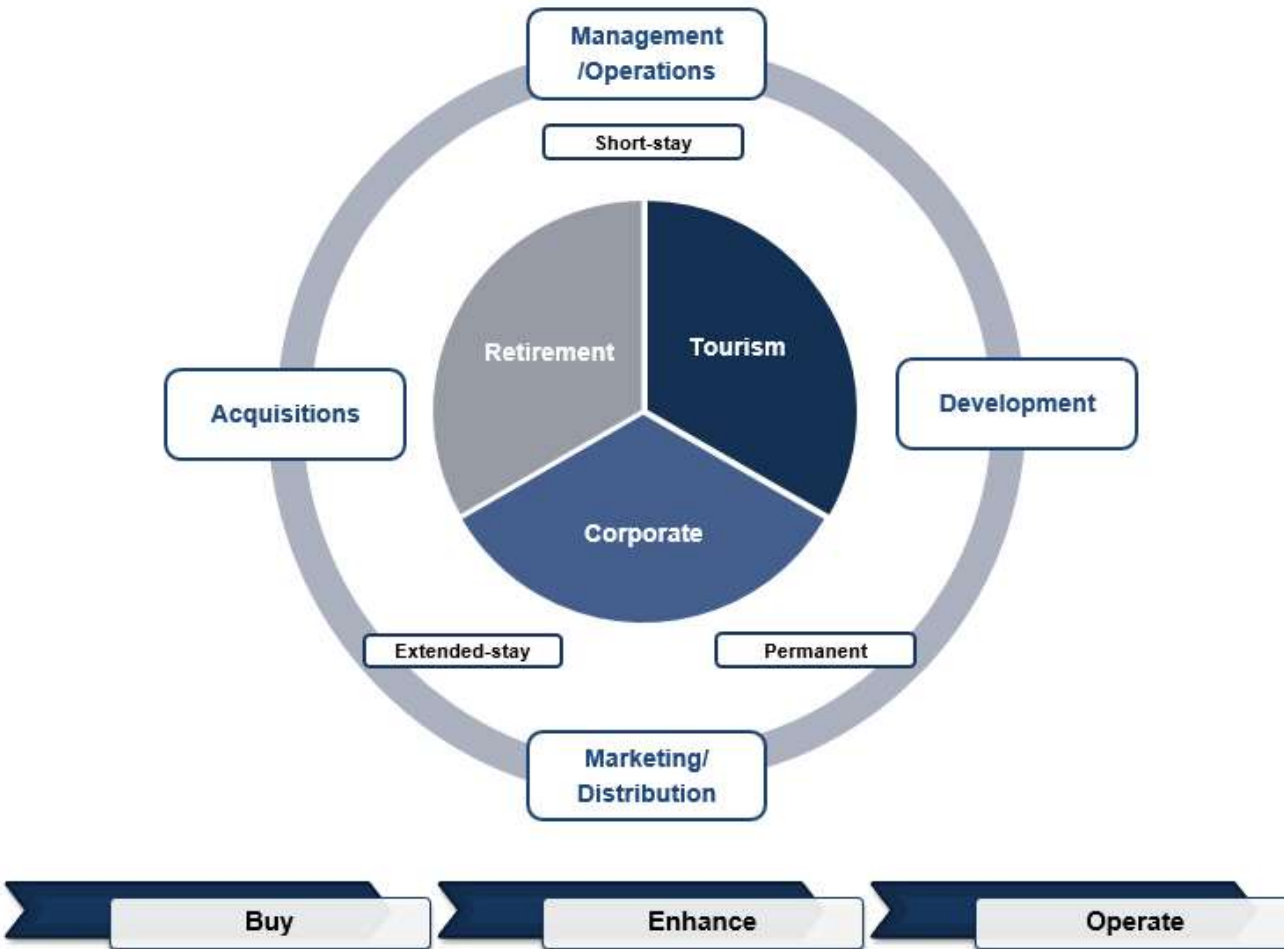 Management
/Operations
Short-stay
Retirement
Tourism
Acquisitions
Development
Corporate
Extended-stay
Permanent
Marketing/
Distribution
Buy
Enhance
Operate